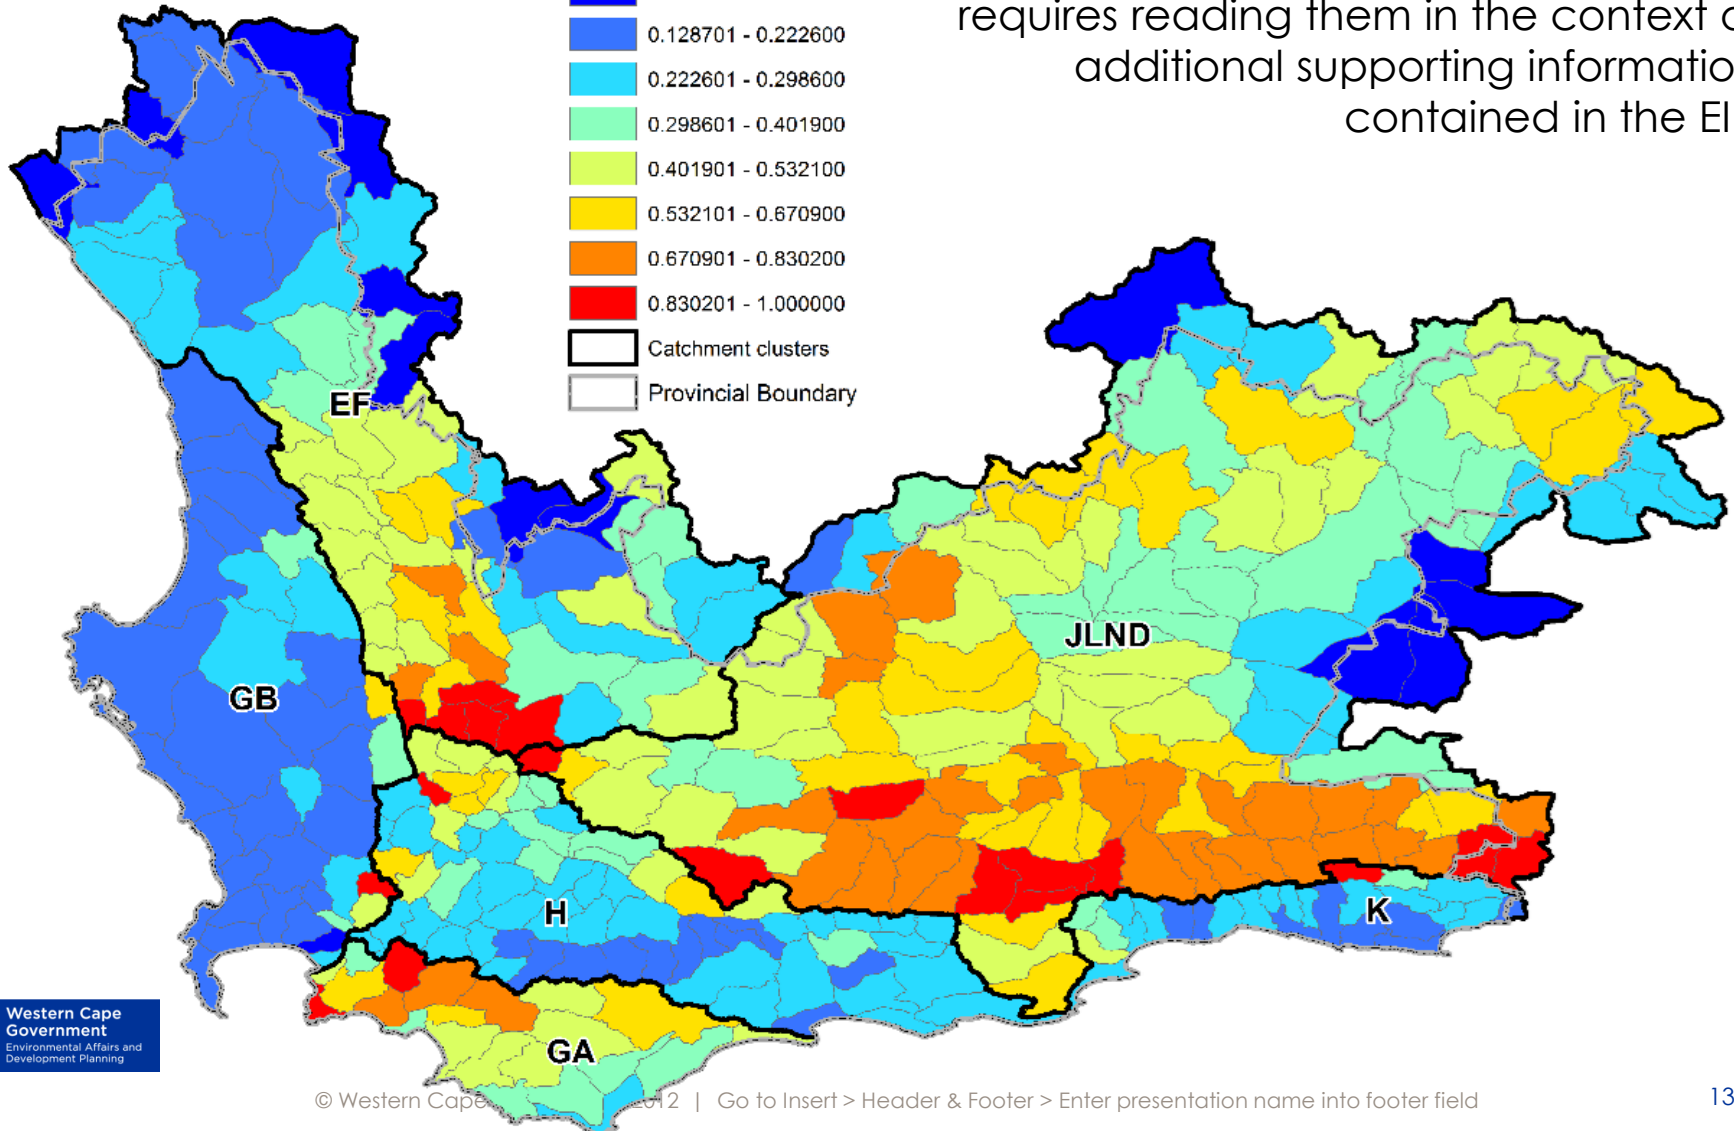 requires reading them in the context
additional supporting informatio
contained in the EI
0.128701 - 0.222600
0.222601 - 0.298600
0.298601 - 0.401900
0.401901 - 0.532100
0.532101 - 0.670900
0.670901 - 0.830200
0.830201 - 1.000000
Catchment clusters
Provincial Boundary
EF
GB
JLND
H
K
GA
Western Cape
Government
Environmental Affairs and
Development Planning
© Western Cape 2012 | Go to Insert > Header & Footer > Enter presentation name into footer field
13